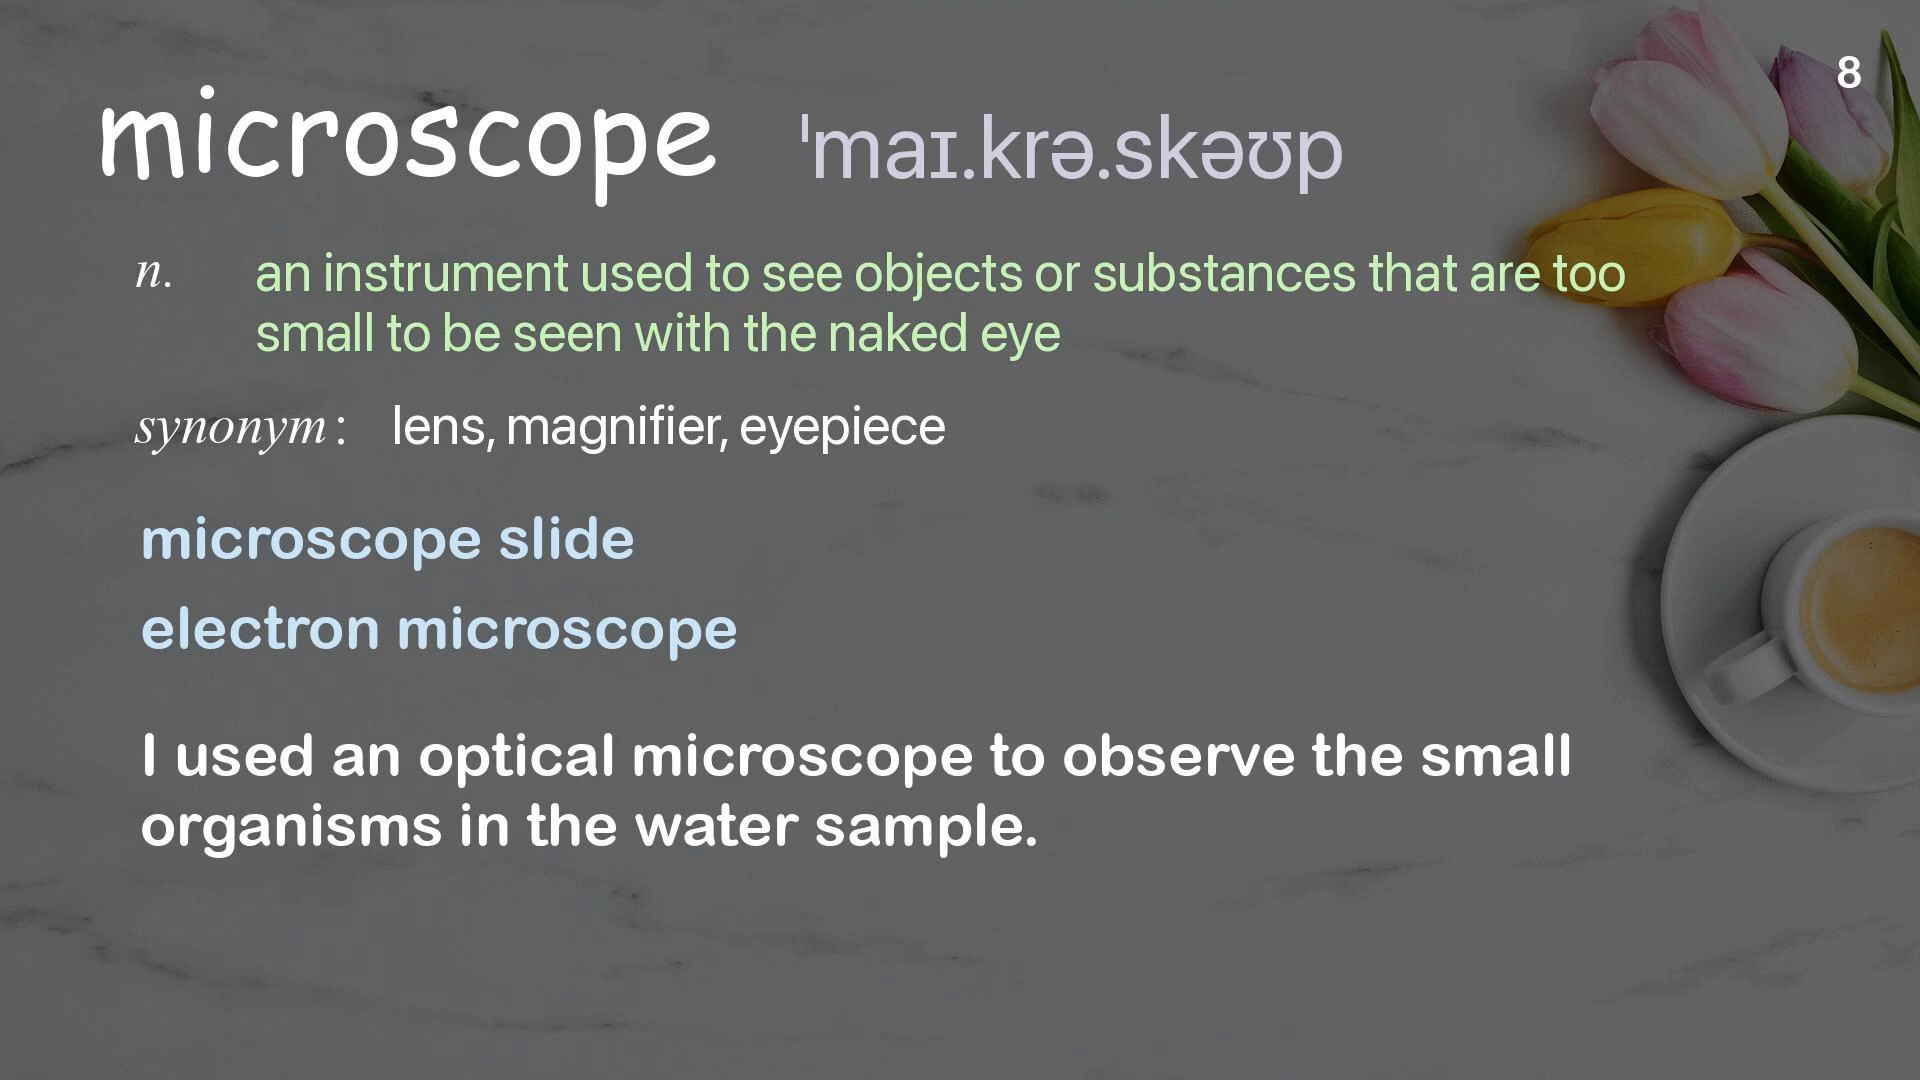 8
microscope ˈmaɪ.krə.skəʊp
n. an instrument used to see objects or substances that are too
small to be seen with the naked eye
synonym: lens, magnifier, eyepiece
microscope slide
electron microscope
I used an optical microscope to observe the small
organisms in the water sample.